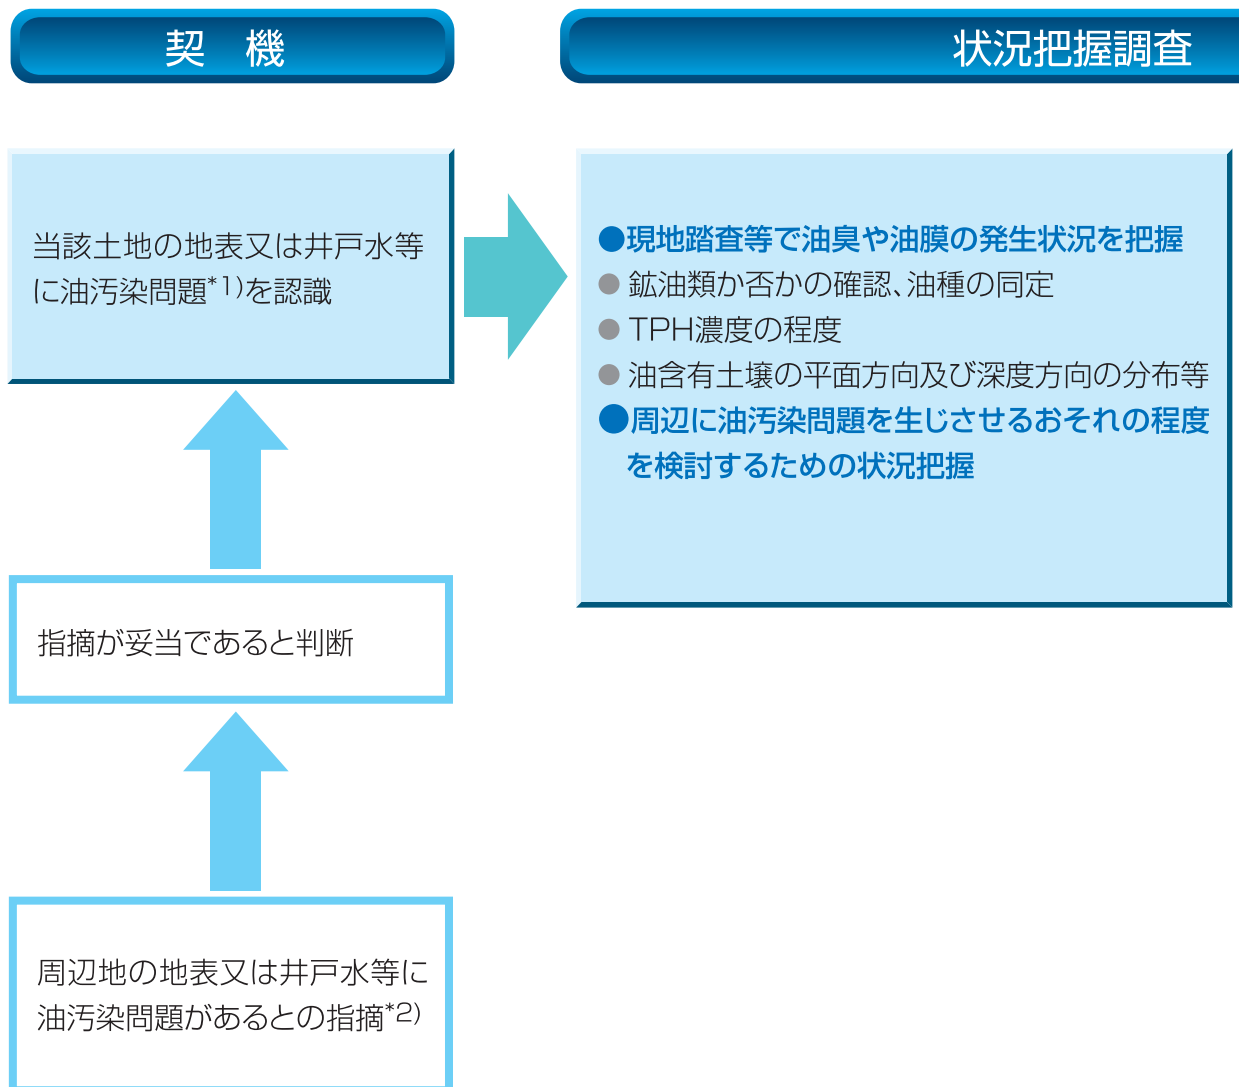 契　機
状況把握調査
当該土地の地表又は井戸水等
に油汚染問題*1)を認識
●現地踏査等で油臭や油膜の発生状況を把握
● 鉱油類か否かの確認、油種の同定
● TPH濃度の程度
● 油含有土壌の平面方向及び深度方向の分布等
●周辺に油汚染問題を生じさせるおそれの程度
を検討するための状況把握
指摘が妥当であると判断
周辺地の地表又は井戸水等に
油汚染問題があるとの指摘*2)